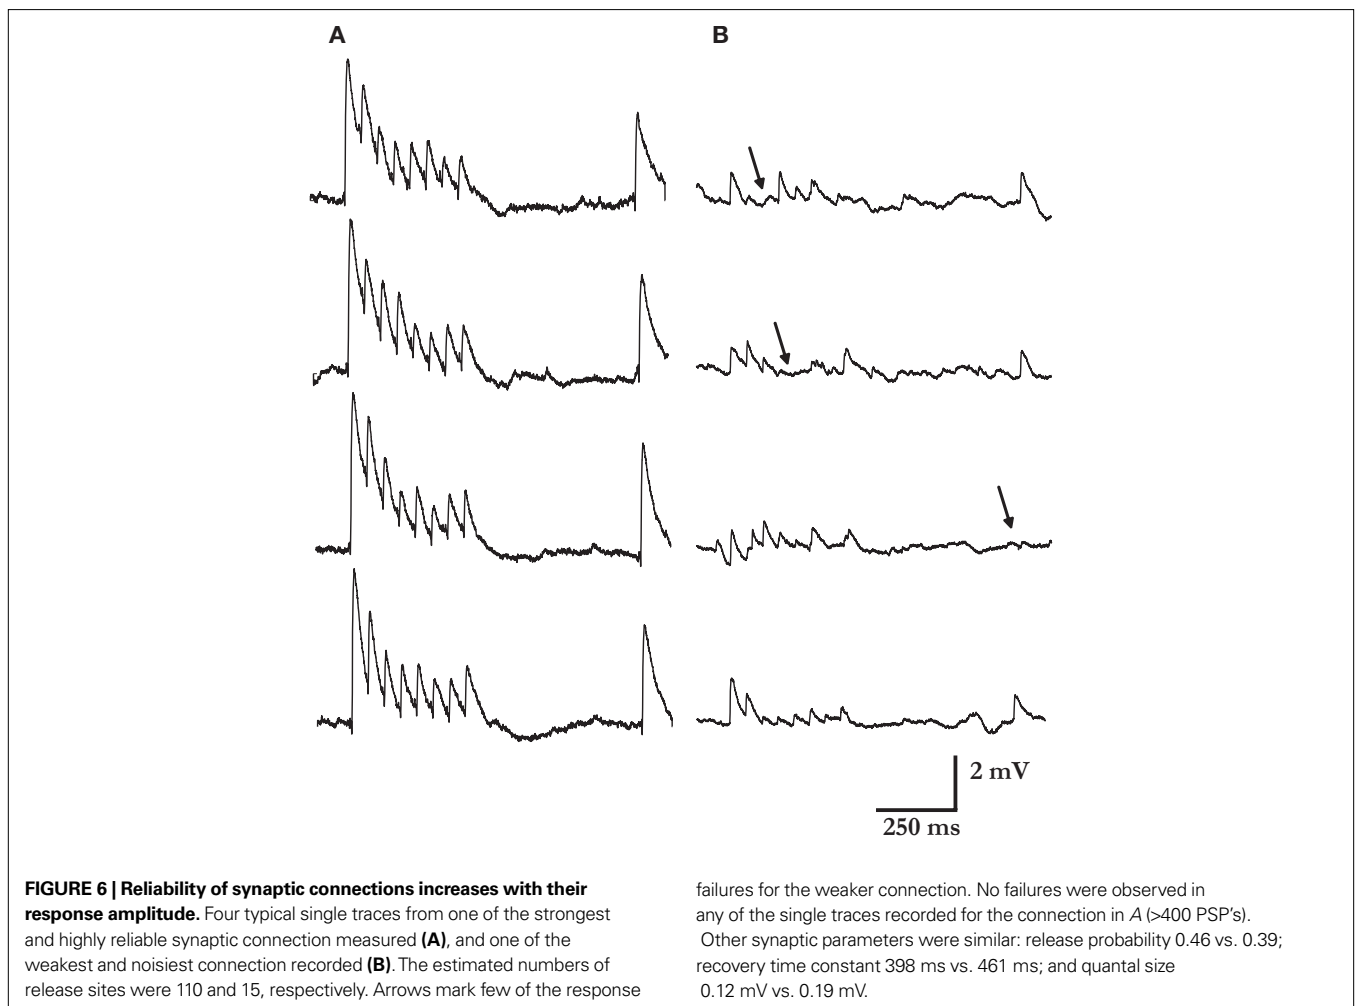 A
B
2 mV
250 ms
FIGURE 6 | Reliability of synaptic connections increases with their
response amplitude. Four typical single traces from one of the strongest
and highly reliable synaptic connection measured (A), and one of the
weakest and noisiest connection recorded (B). The estimated numbers of
release sites were 110 and 15, respectively. Arrows mark few of the response
failures for the weaker connection. No failures were observed in
any of the single traces recorded for the connection in A (>400 PSP's).
Other synaptic parameters were similar: release probability 0.46 vs. 0.39;
recovery time constant 398 ms vs. 461 ms; and quantal size
0.12 mV vs. 0.19 mV.